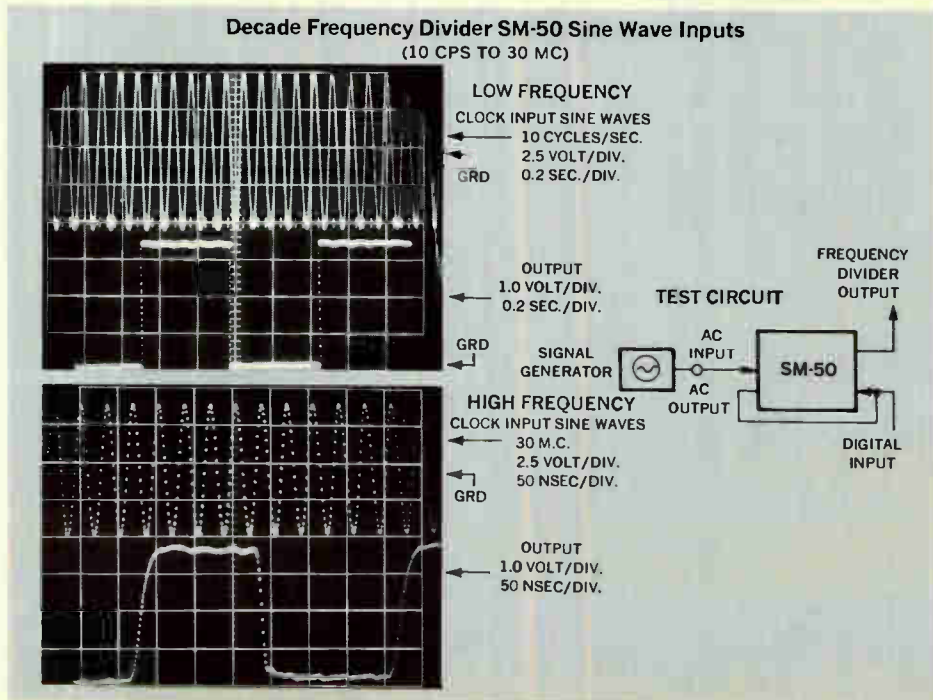 Decade Frequency Divider SM-50 Sine Wave Inputs
(10 CPS TO 30 MC)
LOW FREQUENCY
CLOCK INPUT SINE WAVES
10 CYCLES/SEC.
2.5 VOLT/DIV.
GRD
0.2 SEC./DIV.
OUTPUT
1.0 VOLT/DIV.
0.2 SEC./DIV.
GRD
HIGH FREQUENCY
CLOCK INPUT SINE WAVES
30 M.C.
2.5 VOLT/DIV.
50 NSEC/DIV.
GRD
OUTPUT
1.0 VOLT/DIV.
50 NSEC/DIV.
TEST CIRCUIT
SIGNAL
GENERATOR
AC
INPUT
AC
OUTPUT
SM-50
FREQUENCY
DIVIDER
OUTPUT
DIGITAL
INPUT